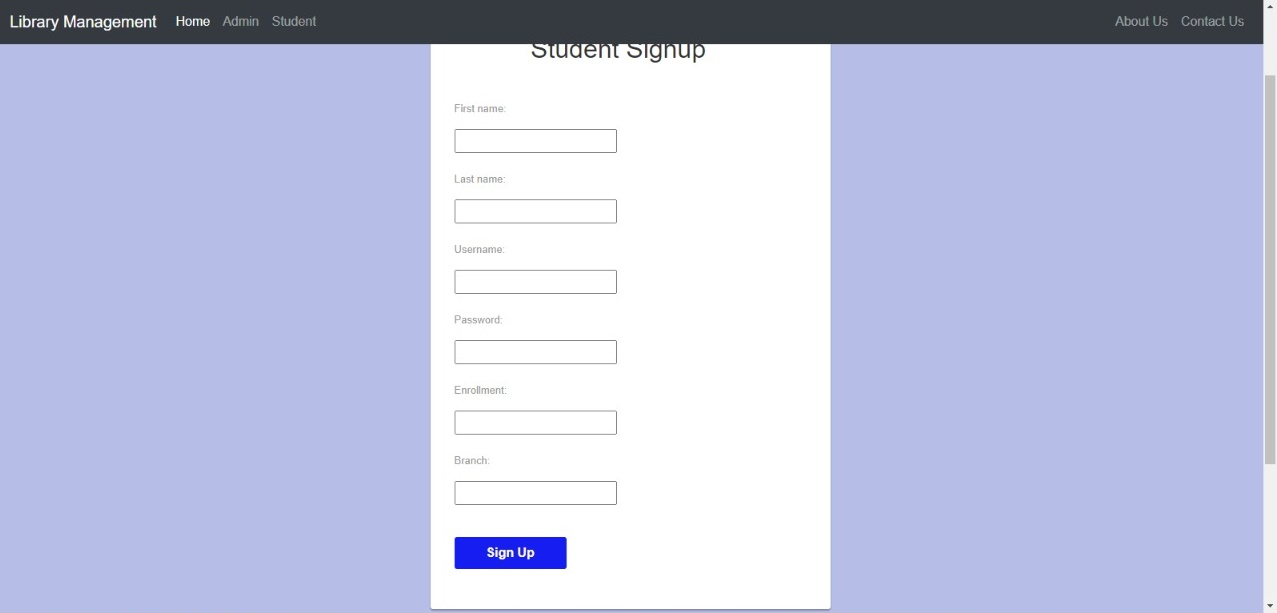 Library Management Home Admin Student About Us Contact Us
Student Signup
First name:
Last name:
Username:
Password:
Enrollment:
Branch:
Sign Up